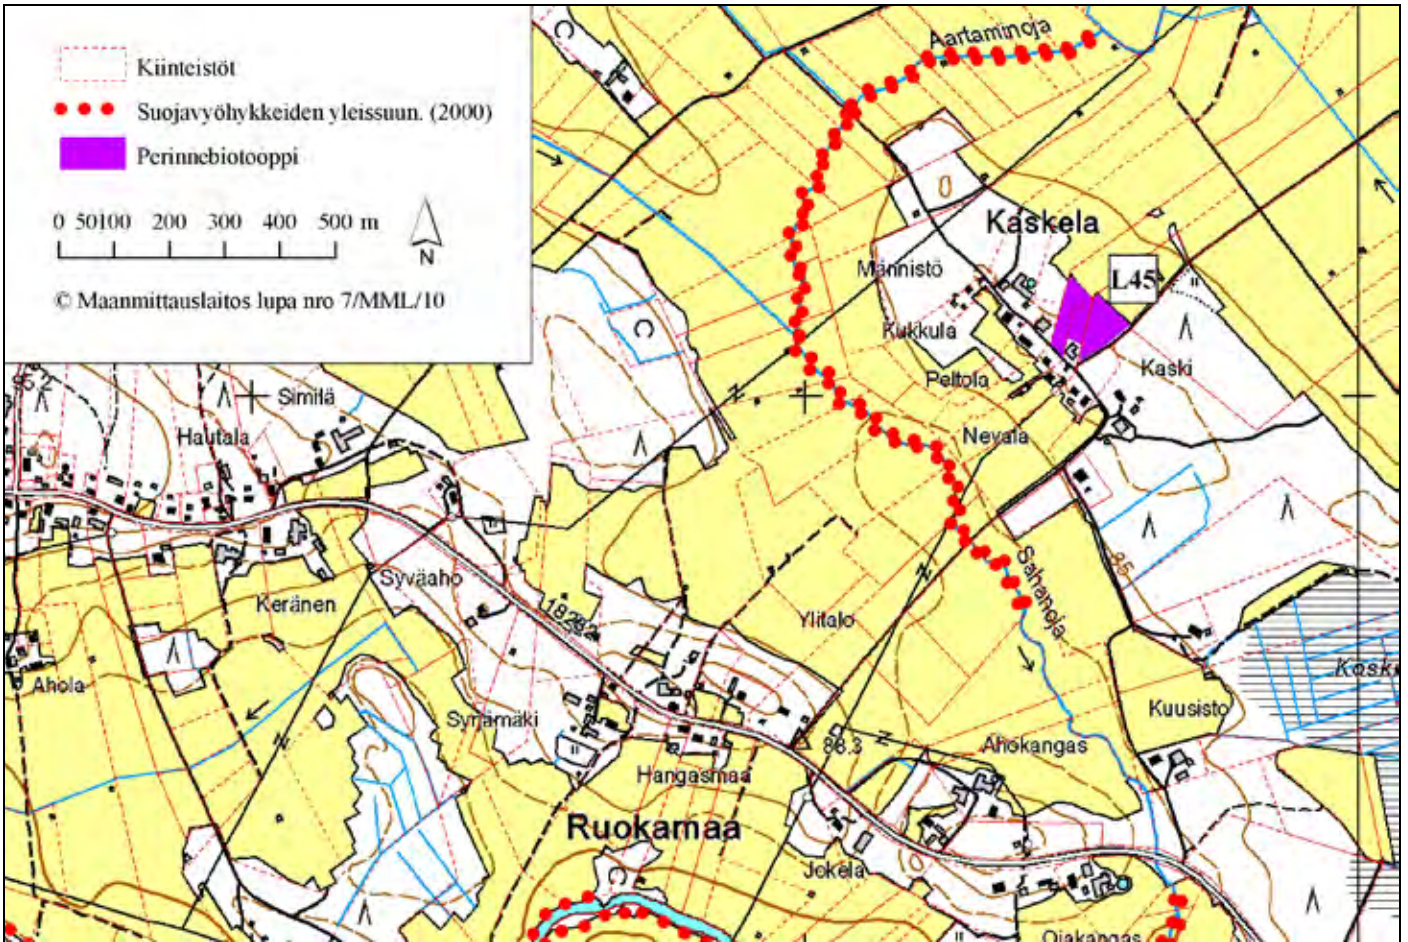 Kiinteistöt
Suojavyöhykkeiden yleissuun. (2000)
Perinnebiotooppi
0 50100 200 300 400 500 m
N
© Maanmittauslaitos lupa nro 7/MML/10
Aartaminoja
Kaskela
Männistö
L45
Kukkula
Peltola
Kaski
Nevala
Similä
Hautala
Sahanoja
95
Syväaho
Keränen
Ylitalo
Ahola
Syrjämäki
Kuusisto
88.3
Ahokangas
Hangasmaa
Ruokamaa
Jokela
Ojakangas